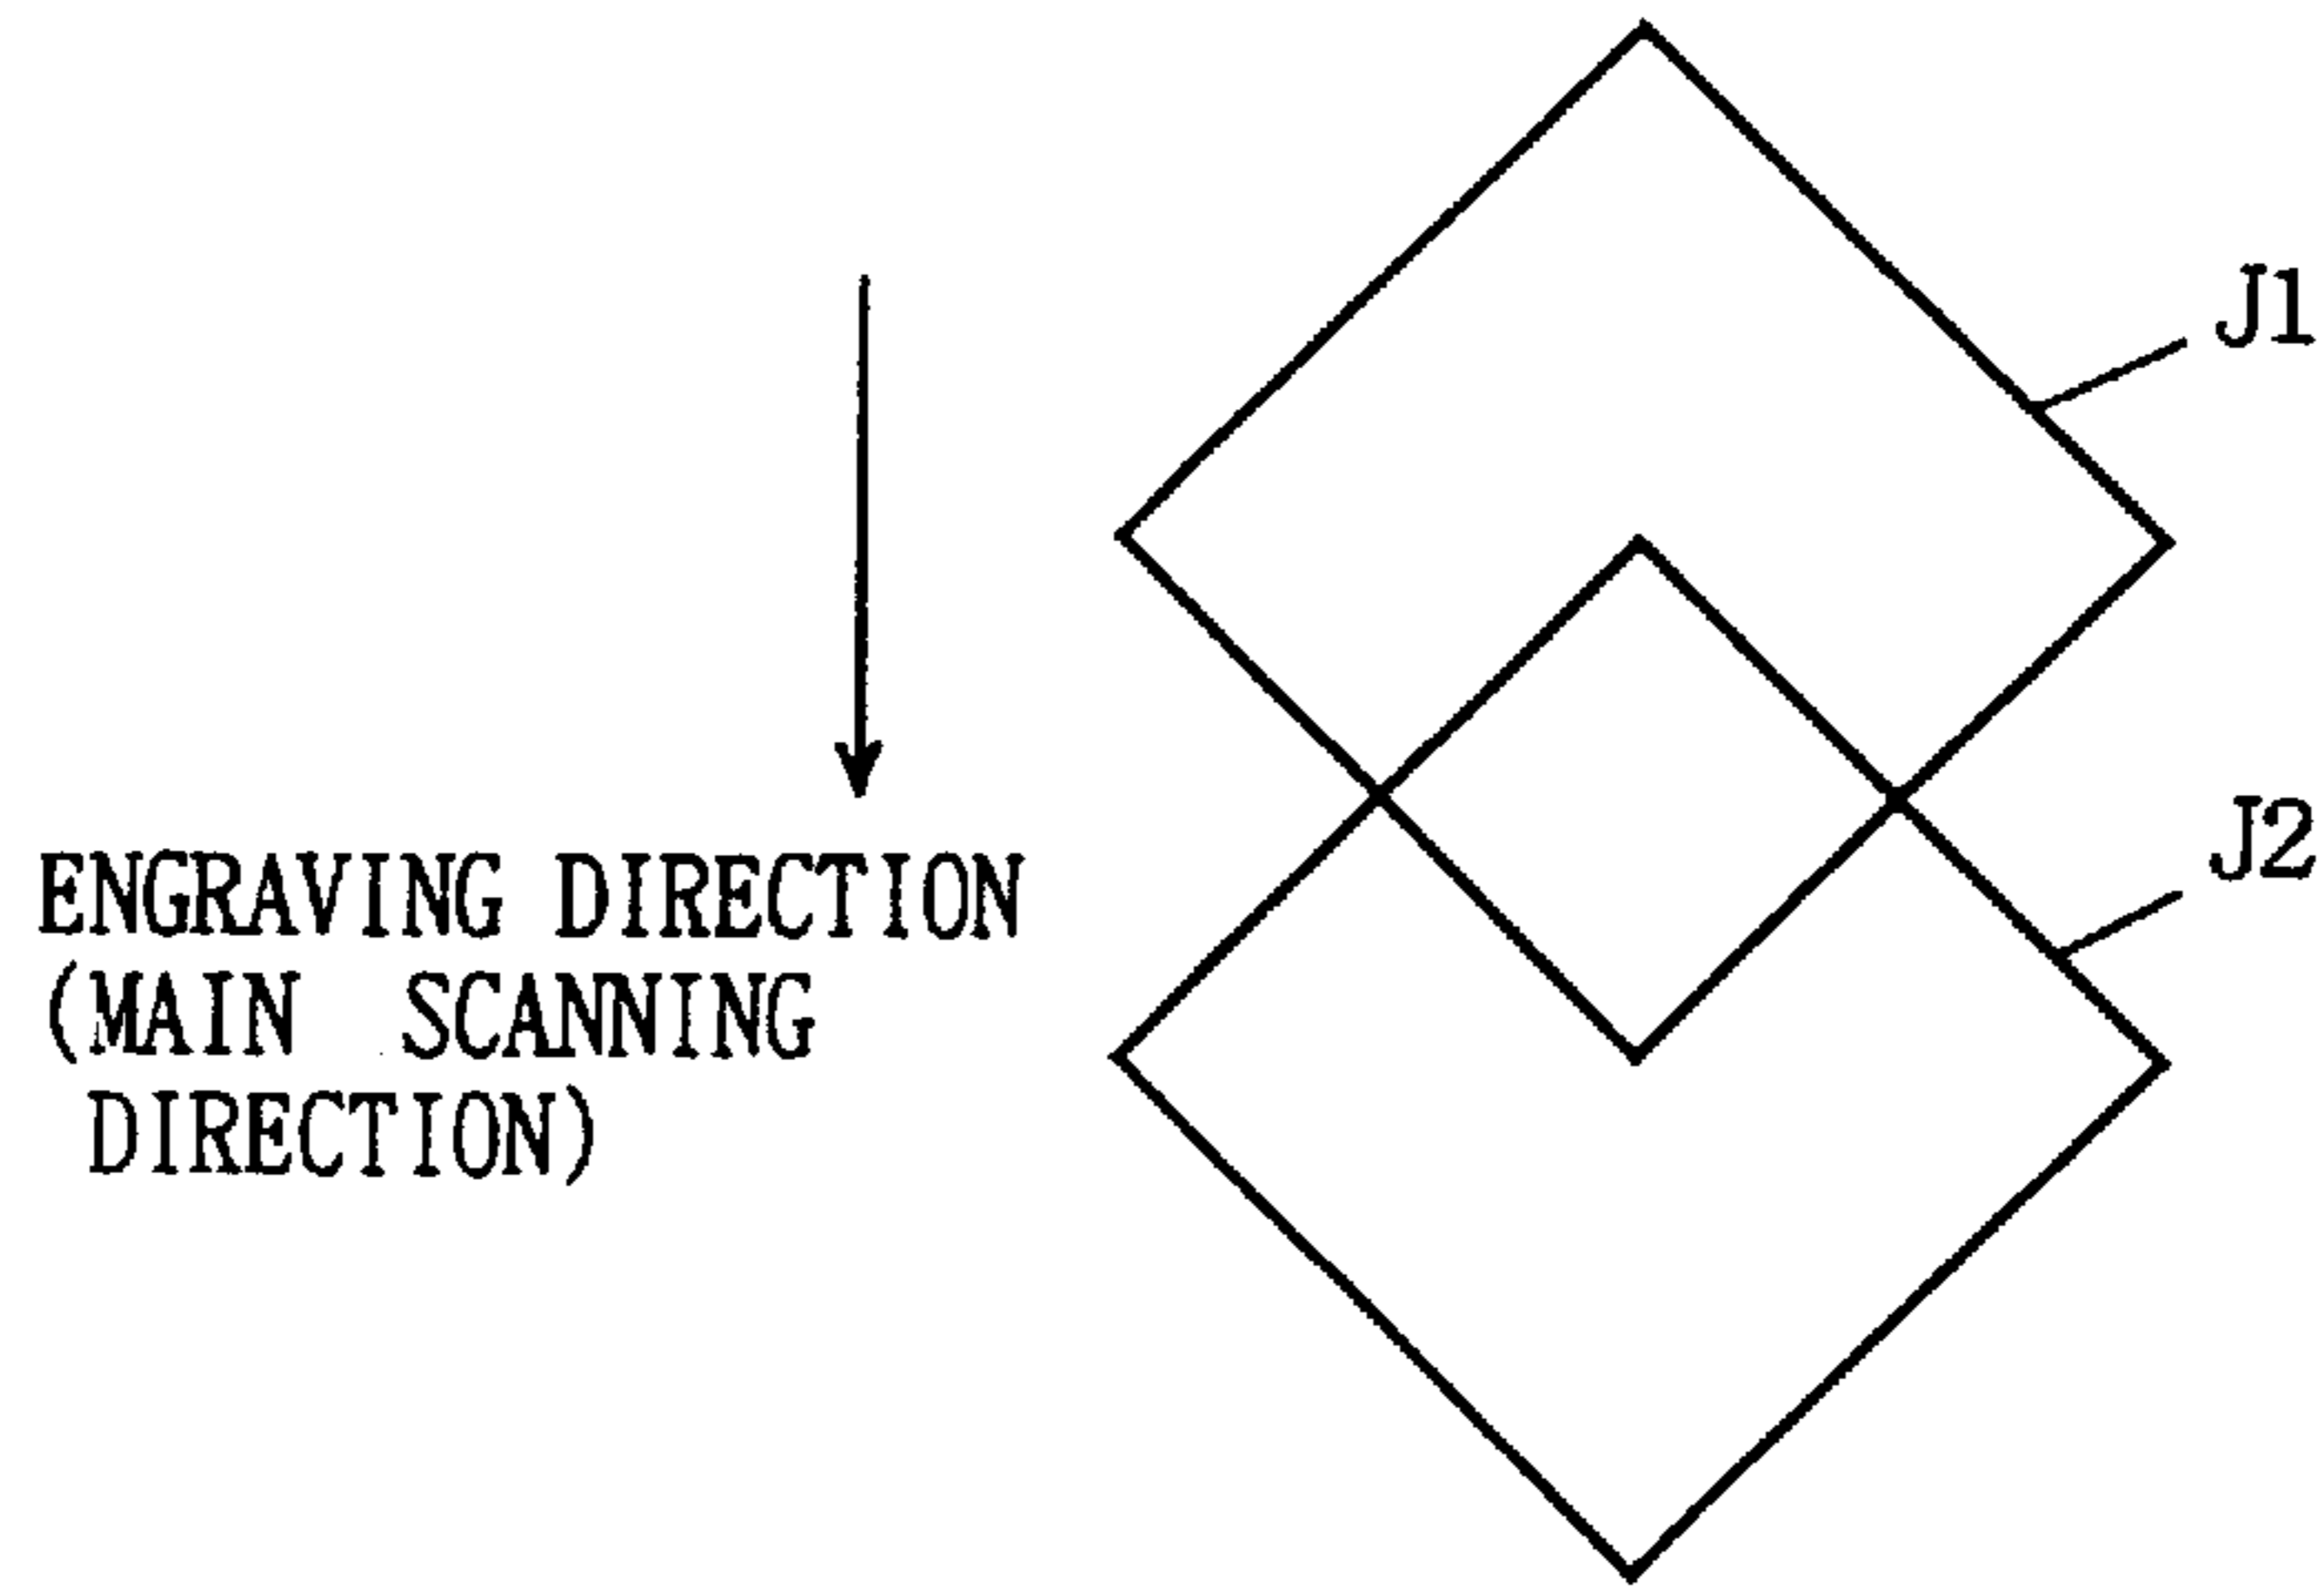 J1
J2
ENGRAVING DIRECTION
(MAIN SCANNING
DIRECTION)